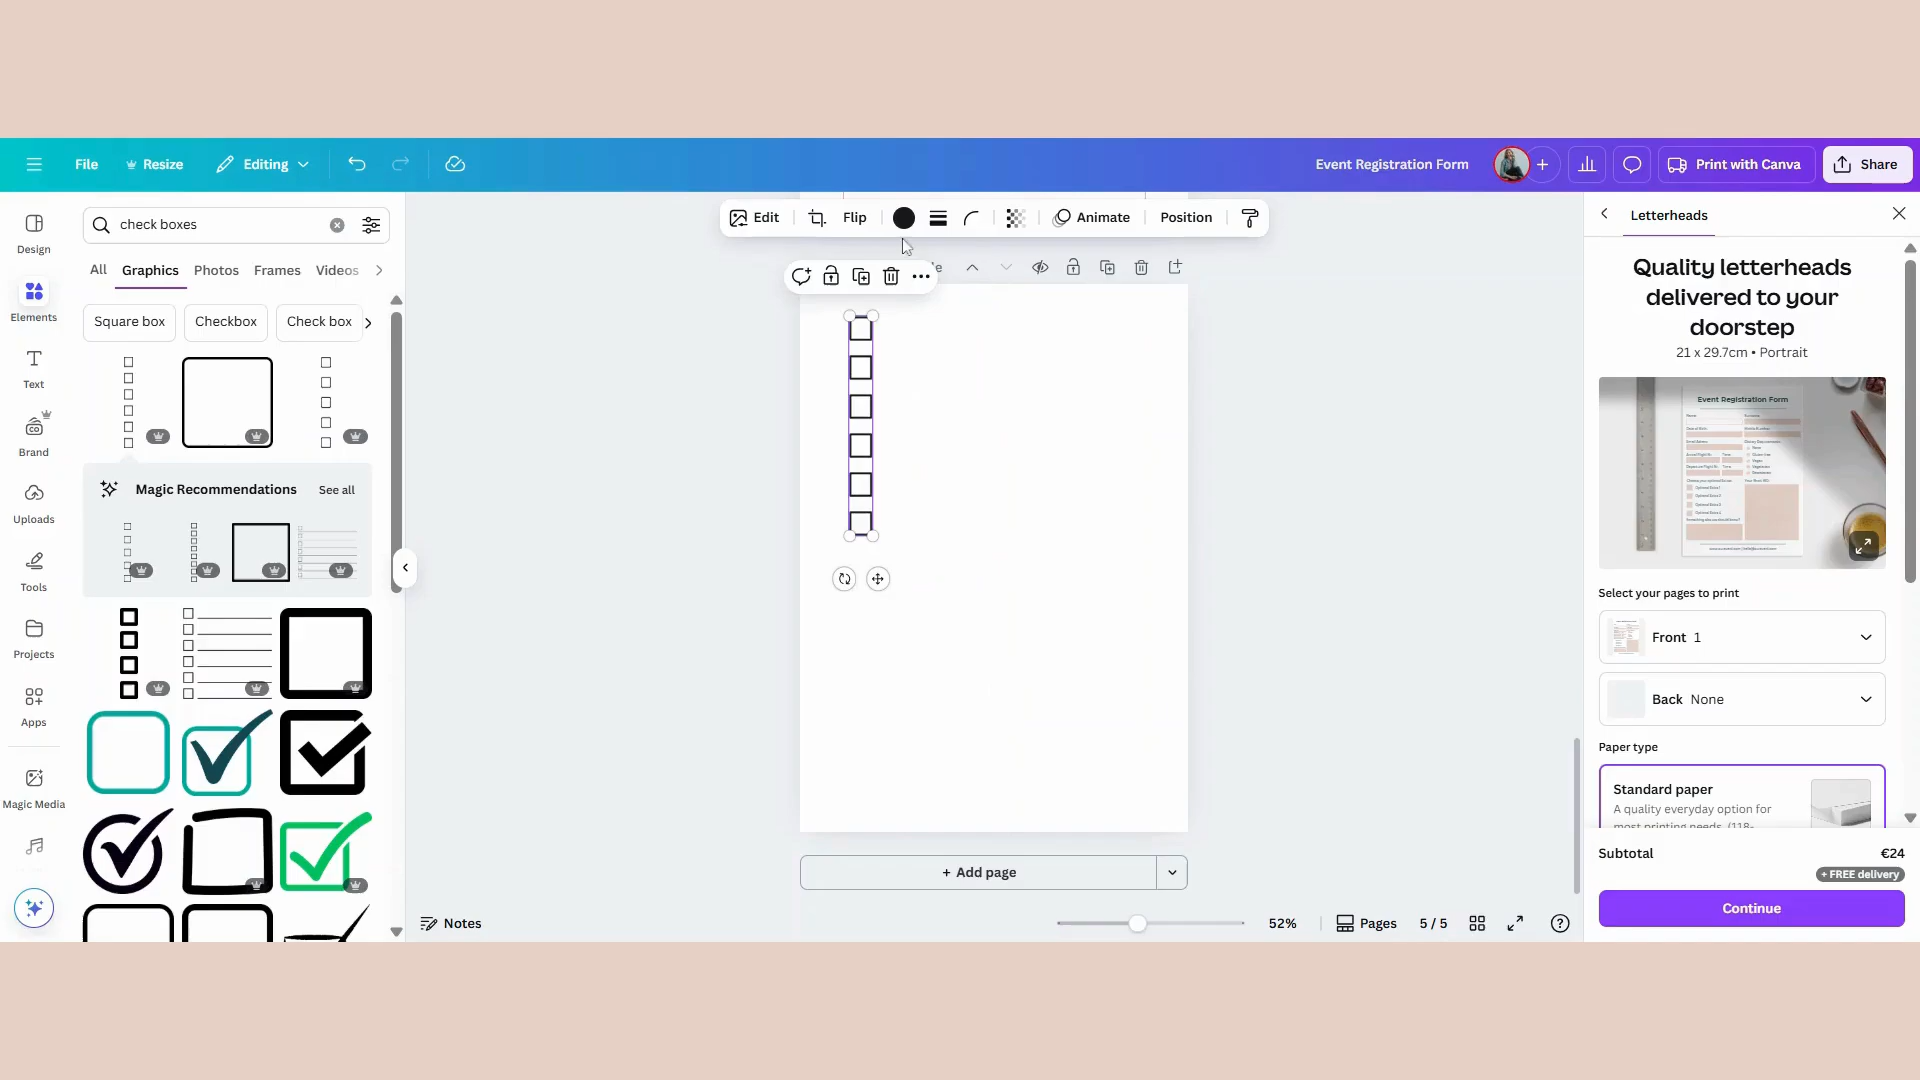 File
Resize
Editing
Event Registration Form
Print with Canva
Share
Design
Elements
Text
Brand
Uploads
Tools
Projects
Apps
Magic Media
check boxes
All
Graphics
Photos
Frames
Videos
Square box
Checkbox
Check box
Magic Recommendations
See all
Edit
Flip
Animate
Position
+ Add page
Notes
52%
Pages
5 / 5
Letterheads
Quality letterheads
delivered to your
doorstep
21 x 29.7cm • Portrait
Event Registration Form
Select your pages to print
Front 1
Back None
Paper type
Standard paper
A quality everyday option for
most printing needs. (118-
Subtotal
€24
+ FREE delivery
Continue